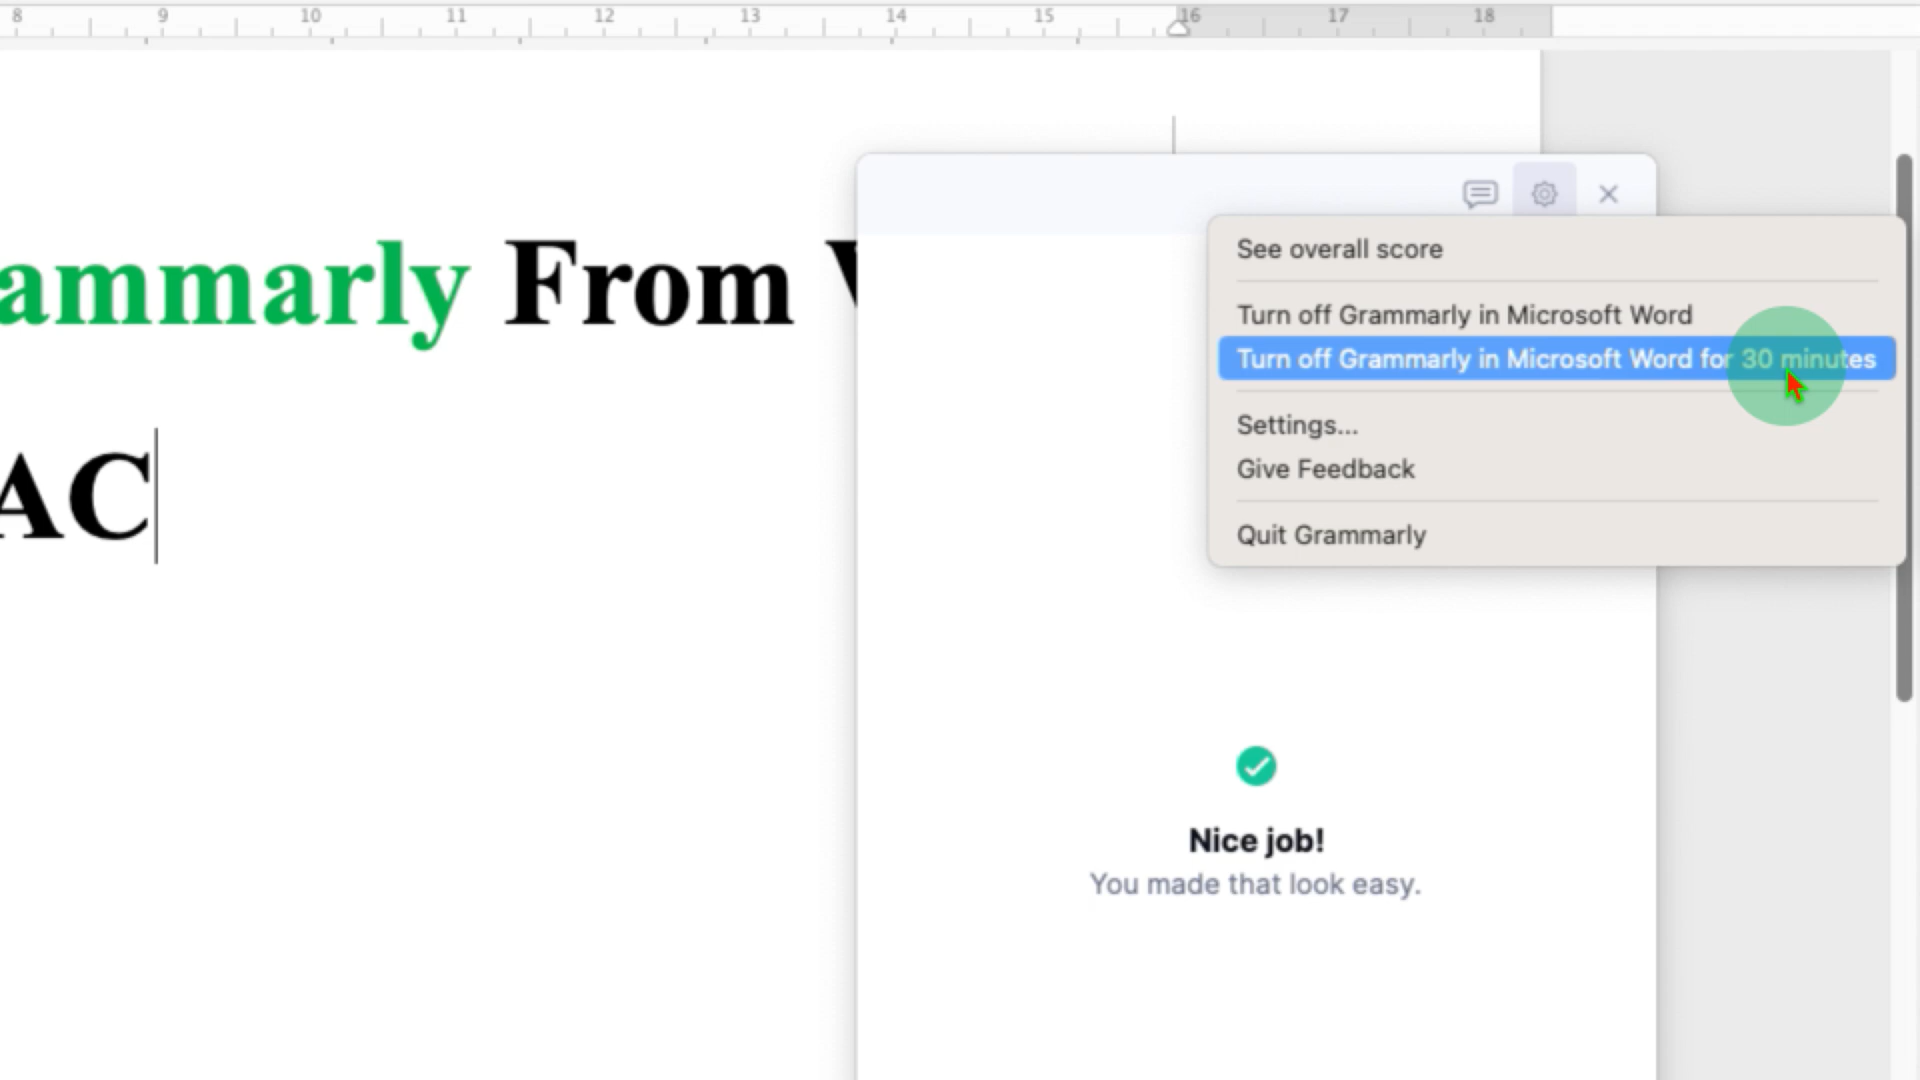 8 9 10 11 12 13 14 15 16 17 18
ammarly From
AC
See overall score
Turn off Grammarly in Microsoft Word
Turn off Grammarly in Microsoft Word for 30 minutes
Settings...
Give Feedback
Quit Grammarly
Nice job!
You made that look easy.